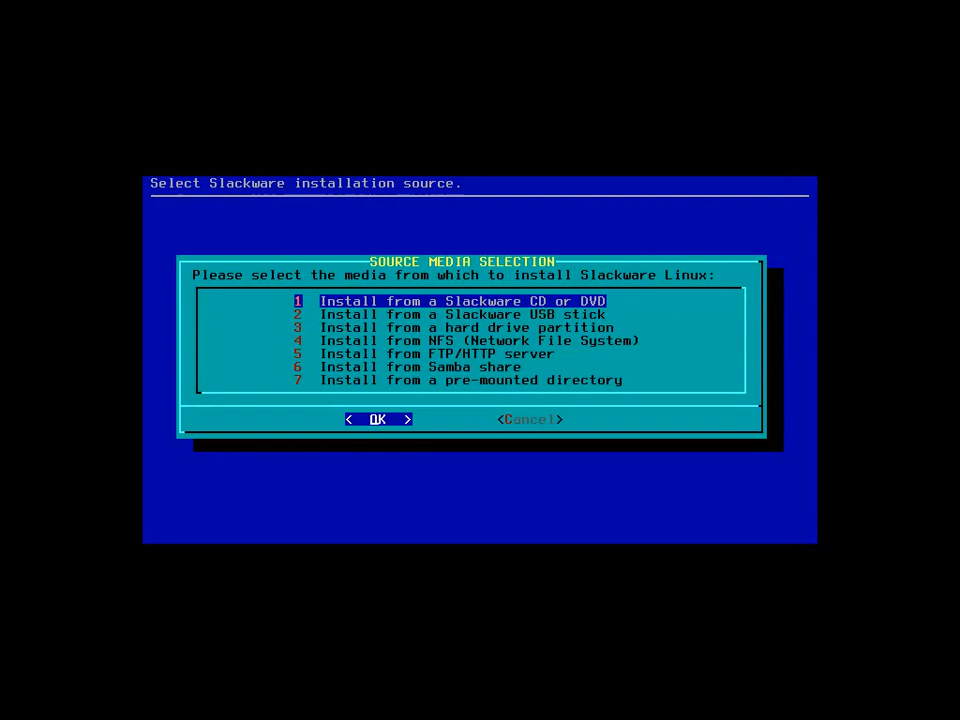 Select Slackware installation source.
SOURCE MEDIA SELECTION
Please select the media from which to install Slackware Linux:
1 Install from a Slackware CD or DVD
2 Install from a Slackware USB stick
3 Install from a hard drive partition
4 Install from NFS (Network File System)
5 Install from FTP/HTTP server
6 Install from Samba share
7 Install from a pre-mounted directory
< OK > <Cancel>